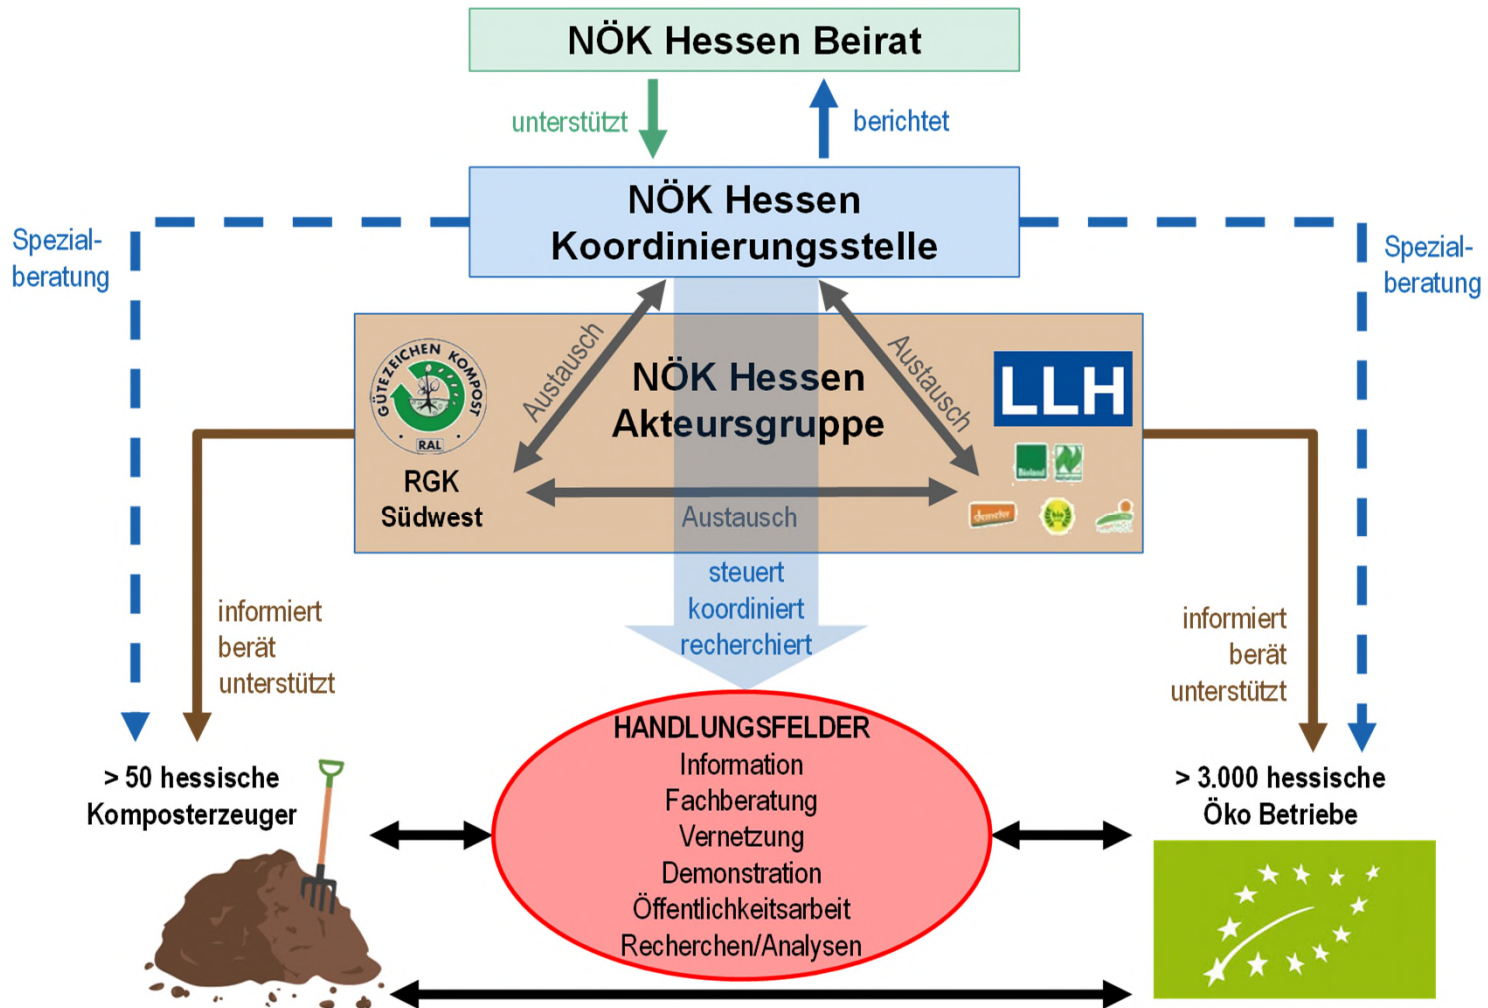 NÖK Hessen Beirat
unterstützt
berichtet
NÖK Hessen
Koordinierungsstelle
Spezial-
beratung
Spezial-
beratung
Austausch
Austausch
NÖK Hessen
Akteursgruppe
GÜTEZEICHEN KOMPOST
RAL
RGK
Südwest
LLH
Bioland
demeter
bio
Austausch
steuert
koordiniert
recherchiert
informiert
berät
unterstützt
informiert
berät
unterstützt
> 50 hessische
Komposterzeuger
HANDLUNGSFELDER
Information
Fachberatung
Vernetzung
Demonstration
Öffentlichkeitsarbeit
Recherchen/Analysen
> 3.000 hessische
Öko Betriebe